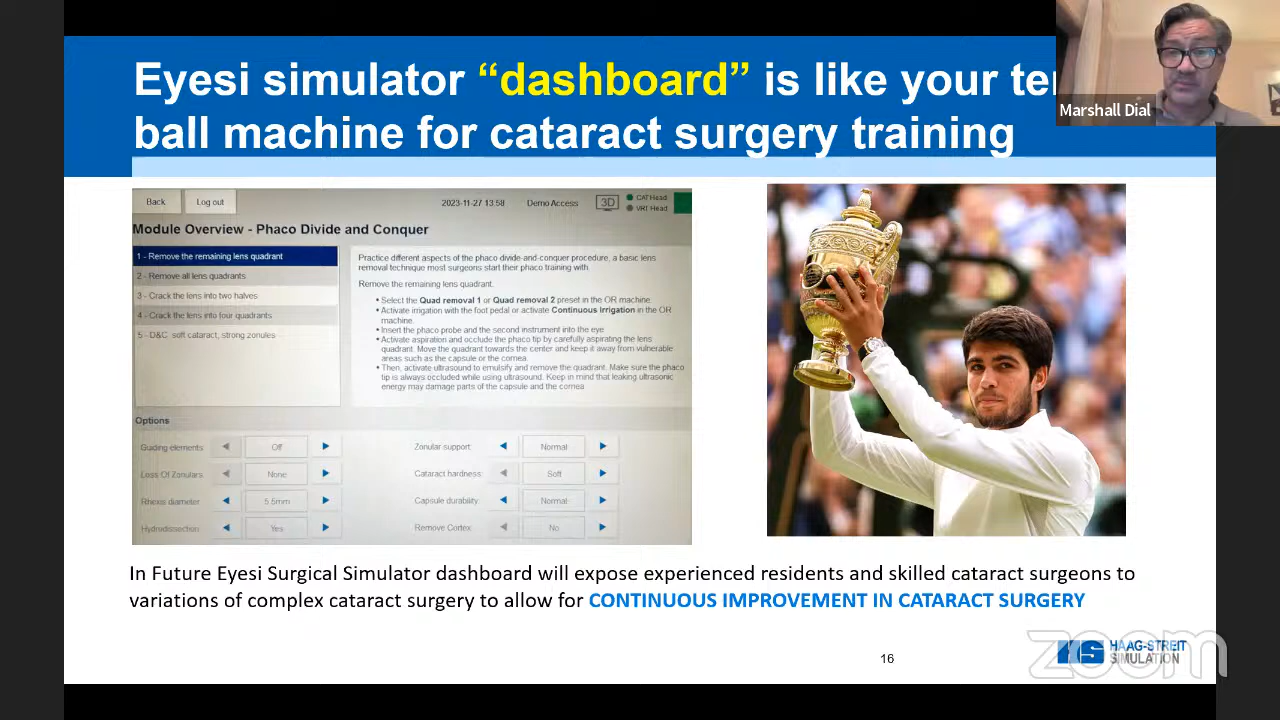 Eyesi simulator “dashboard” is like your
ball machine for cataract surgery training
Marshall Dial
Back
Log out
2023-11-27 13:58
Demo Access
3D
CAT Head
VRT Head
Module Overview - Phaco Divide and Conquer
1 - Remove the remaining lens quadrant
2 - Remove all lens quadrants
3 - Crack the lens into two halves
4 - Crack the lens into four quadrants
5 - D&C: soft cataract, strong zonules
Practice different aspects of the phaco divide-and-conquer procedure, a basic lens
removal technique most surgeons start their phaco training with.
Remove the remaining lens quadrant.
• Select the Quad removal 1 or Quad removal 2 preset in the OR machine.
• Activate irrigation with the foot pedal or activate Continuous Irrigation in the OR
machine.
• Insert the phaco probe and the second instrument into the eye
• Activate aspiration and occlude the phaco tip by carefully aspirating the lens
quadrant. Move the quadrant towards the center and keep it away from vulnerable
areas such as the capsule or the cornea.
• Then, activate ultrasound to emulsify and remove the quadrant. Make sure the phaco
tip is always occluded while using ultrasound. Keep in mind that leaking ultrasonic
energy may damage parts of the capsule and the cornea
Options
Guiding elements: Off
Zonular support: Normal
Loss Of Zonulars: None
Cataract hardness: Soft
Rhexis diameter: 5.5mm
Capsule durability: Normal
Hydrodissection: Yes
Remove Cortex: No
In Future Eyesi Surgical Simulator dashboard will expose experienced residents and skilled cataract surgeons to
variations of complex cataract surgery to allow for CONTINUOUS IMPROVEMENT IN CATARACT SURGERY
16
HAAG-STREIT
SIMULATION
zoom